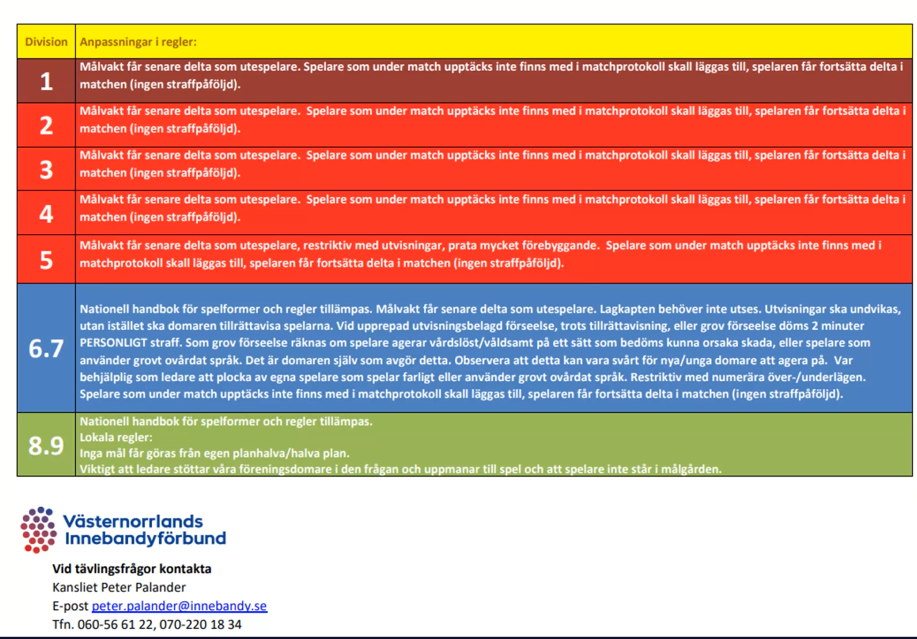 Division Anpassningar i regler:
1 Målvakt får senare delta som utespelare. Spelare som under match upptäcks inte finns med i matchprotokoll skall läggas till, spelaren får fortsätta delta i
matchen (ingen straffpåföljd).
2 Målvakt får senare delta som utespelare.  Spelare som under match upptäcks inte finns med i matchprotokoll skall läggas till, spelaren får fortsätta delta i
matchen (ingen straffpåföljd).
3 Målvakt får senare delta som utespelare.  Spelare som under match upptäcks inte finns med i matchprotokoll skall läggas till, spelaren får fortsätta delta i
matchen (ingen straffpåföljd).
4 Målvakt får senare delta som utespelare.  Spelare som under match upptäcks inte finns med i matchprotokoll skall läggas till, spelaren får fortsätta delta i
matchen (ingen straffpåföljd).
5 Målvakt får senare delta som utespelare, restriktiv med utvisningar, prata mycket förebyggande.  Spelare som under match upptäcks inte finns med i
matchprotokoll skall läggas till, spelaren får fortsätta delta i matchen (ingen straffpåföljd).
6.7 Nationell handbok för spelformer och regler tillämpas. Målvakt får senare delta som utespelare. Lagkapten behöver inte utses. Utvisningar ska undvikas,
utan istället ska domaren tillrättavisa spelarna. Vid upprepad utvisningsbelagd förseelse, trots tillrättavisning, eller grov förseelse döms 2 minuter
PERSONLIGT straff. Som grov förseelse räknas om spelare agerar vårdslöst/våldsamt på ett sätt som bedöms kunna orsaka skada, eller spelare som
använder grovt ovårdat språk. Det är domaren själv som avgör detta. Observera att detta kan vara svårt för nya/unga domare att agera på.  Var
behjälplig som ledare att plocka av egna spelare som spelar farligt eller använder grovt ovårdat språk. Restriktiv med numerära över-/underlägen.
Spelare som under match upptäcks inte finns med i matchprotokoll skall läggas till, spelaren får fortsätta delta i matchen (ingen straffpåföljd).
8.9 Nationell handbok för spelformer och regler tillämpas.
Lokala regler:
Inga mål får göras från egen planhalva/halva plan.
Viktigt att ledare stöttar våra föreningsdomare i den frågan och uppmanar till spel och att spelare inte står i målgården.
Västernorrlands
Innebandyförbund
Vid tävlingsfrågor kontakta
Kansliet Peter Palander
E-post peter.palander@innebandy.se
Tfn. 060-56 61 22, 070-220 18 34